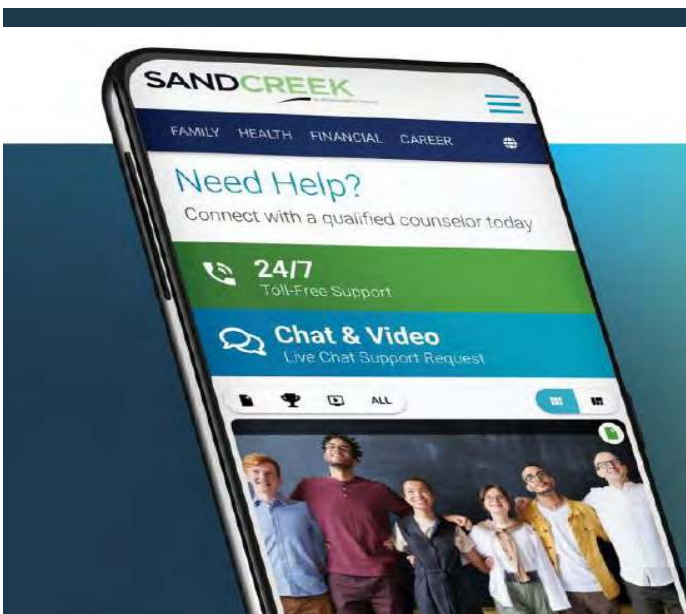 SANDCREEK
FAMILY HEALTH FINANCIAL CAREER
Need Help?
Connect with a qualified counselor today
24/7
Toll-Free Support
Chat & Video
Live Chat Support Request
ALL